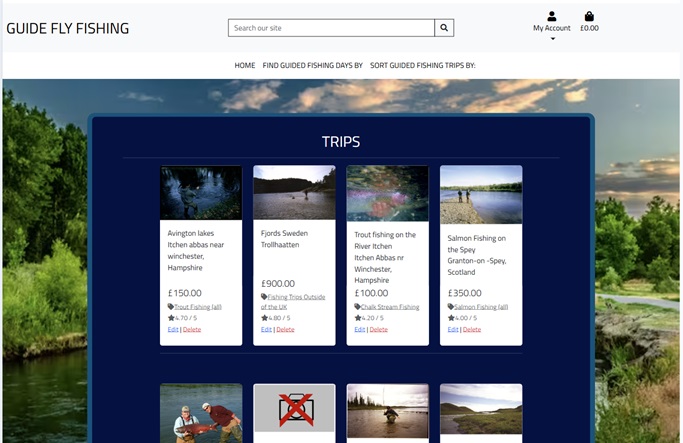 GUIDE FLY FISHING
Search our site
My Account
£0.00
HOME FIND GUIDED FISHING DAYS BY SORT GUIDED FISHING TRIPS BY:
TRIPS
Avington lakes
Itchen abbas near
winchester,
Hampshire
£150.00
Trout Fishing (all)
4.70 / 5
Edit | Delete
Fjords Sweden
Trollhaatten
£900.00
Fishing Trips Outside
of the UK
4.80 / 5
Edit | Delete
Trout fishing on the
River Itchen
Itchen Abbas nr
Winchester,
Hampshire
£100.00
Chalk Stream Fishing
4.20 / 5
Edit | Delete
Salmon Fishing on
the Spey
Granton-on -Spey,
Scotland
£350.00
Salmon Fishing (all)
4.00 / 5
Edit | Delete